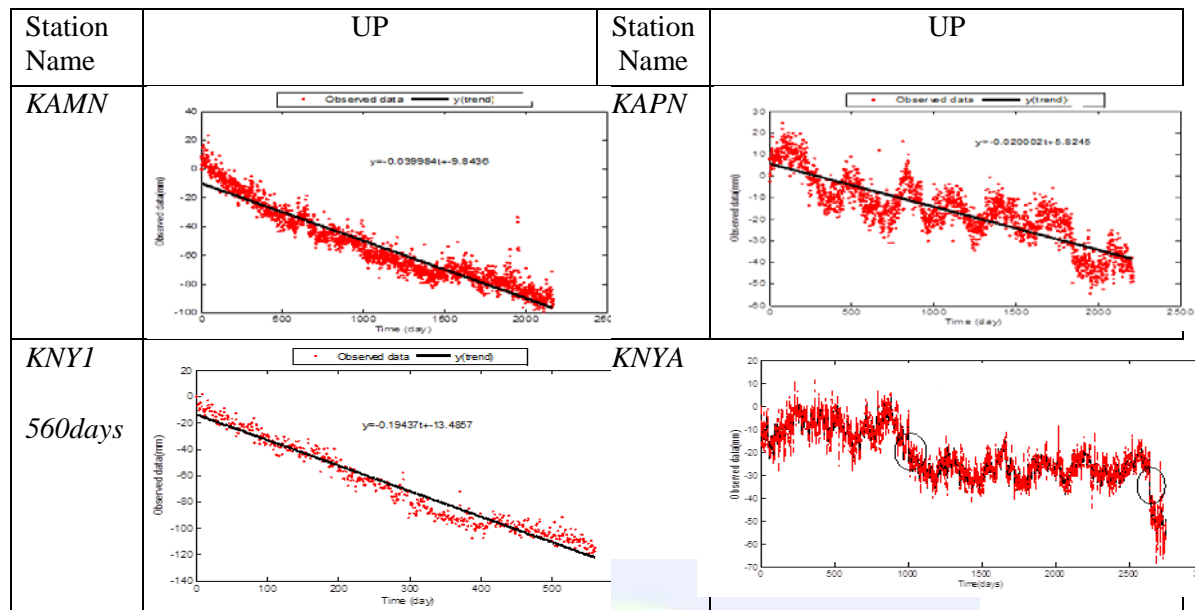 Station Name
UP
Station Name
UP
KAMN
Observed data y(trend)
y=-0.039984t+-9.8436
Observed data(mm)
40
20
0
-20
-40
-60
-80
-100
0 500 1000 1500 2000 250
Time (day)
KAPN
Observed data y(trend)
y=-0.020002t+5.8245
Observed data(mm)
30
20
10
0
-10
-20
-30
-40
-50
-60
0 500 1000 1500 2000 2500
Time (day)
KNY1
560days
Observed data y(trend)
y=-0.19437t+-13.4857
Observed data(mm)
20
0
-20
-40
-60
-80
-100
-120
-140
0 100 200 300 400 500
Time (day)
KNYA
Observed data(mm)
20
10
0
-10
-20
-30
-40
-50
-60
-70
0 500 1000 1500 2000 2500 3
Time(days)